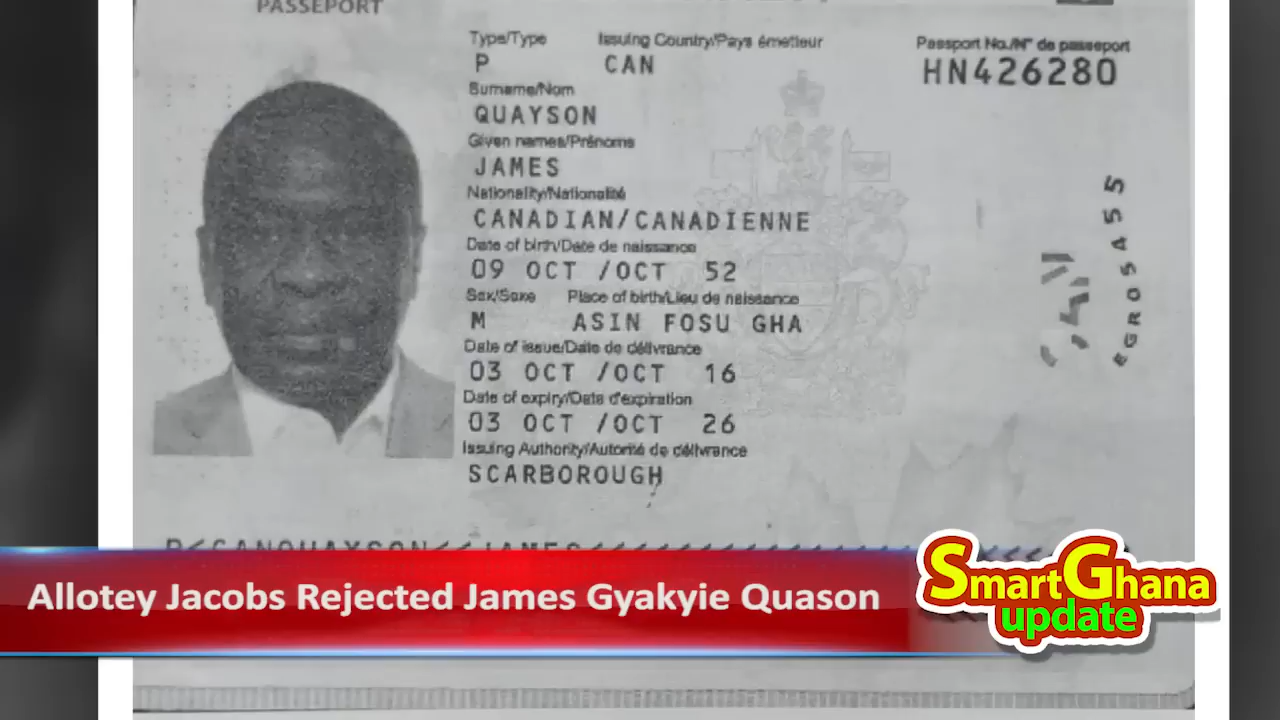 PASSEPORT
Type/Type Issuing Country/Pays émetteur Passport No./N° de passeport
P CAN HN426280
Surname/Nom
QUAYSON
Given names/Prénoms
JAMES
Nationality/Nationalité
CANADIAN/CANADIENNE
Date of birth/Date de naissance
09 OCT /OCT 52
Sex/Sexe Place of birth/Lieu de naissance
M ASIN FOSU GHA
Date of issue/Date de délivrance
03 OCT /OCT 16
Date of expiry/Date d'expiration
03 OCT /OCT 26
Issuing Authority/Autorité de délivrance
SCARBOROUGH
P<CANQUAYSON<<JAMES<<<<<<<<<<<<<<<<<<<<
Allotey Jacobs Rejected James Gyakyie Quason
SmartGhana
update